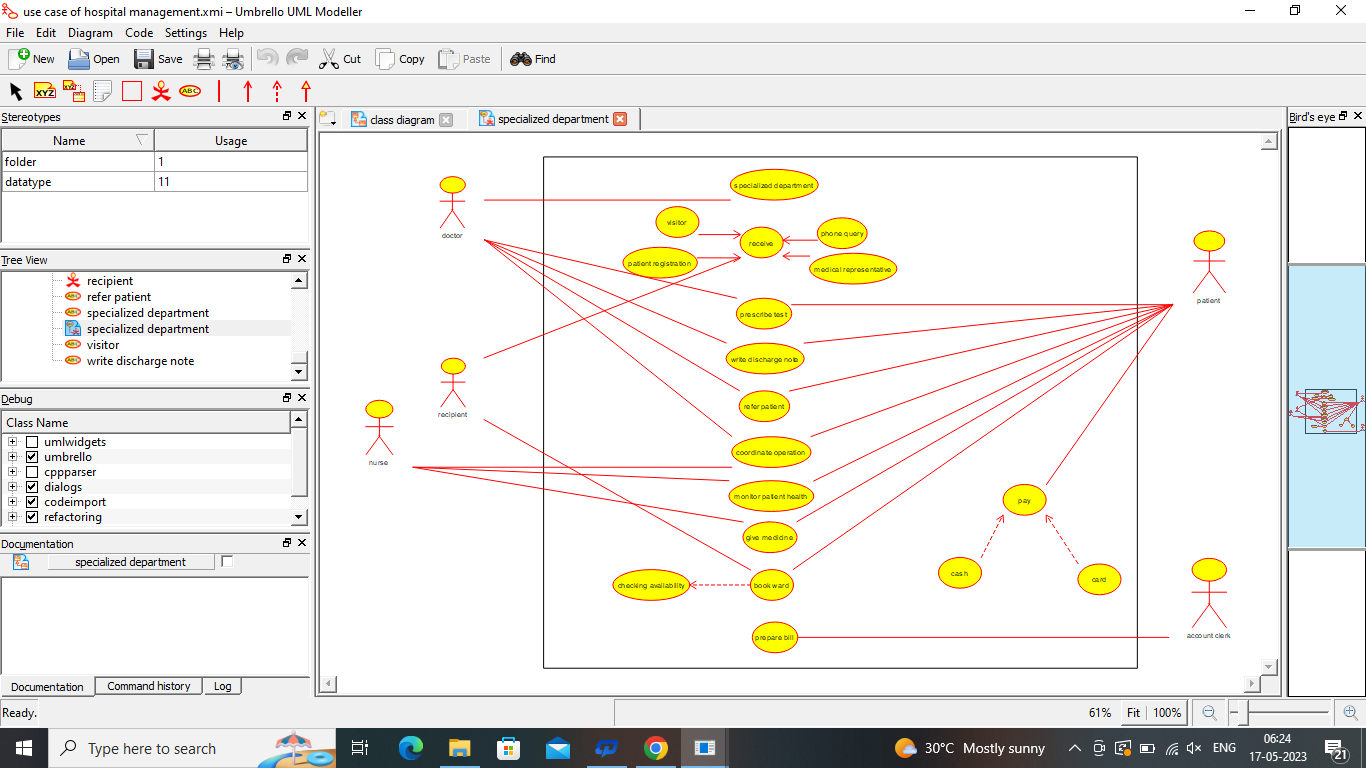 use case of hospital management.xmi – Umbrello UML Modeller
File Edit Diagram Code Settings Help
New Open Save Cut Copy Paste Find
XYZ XYZ ABC
Stereotypes
Name Usage
folder 1
datatype 11
Tree View
recipient
refer patient
specialized department
specialized department
visitor
write discharge note
Debug
Class Name
umlwidgets
umbrello
cppparser
dialogs
codeimport
refactoring
Documentation
specialized department
Documentation Command history Log
class diagram specialized department
doctor
specialized department
visitor
receive
phone query
patient registration
medical representative
patient
prescribe test
write discharge note
recipient
refer patient
nurse
coordinate operation
monitor patient health
pay
give medicine
cash
card
checking availability
book ward
prepare bill
account clerk
Bird's eye
Ready.
61% Fit 100%
Type here to search
30°C Mostly sunny
ENG
06:24
17-05-2023
21